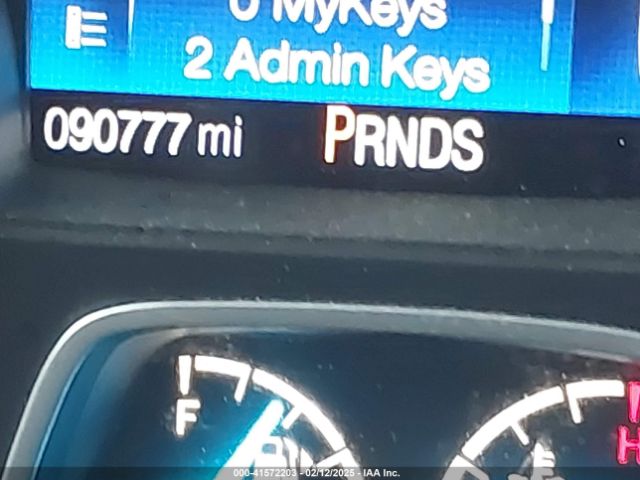 0 MyKeys
2 Admin Keys
090777 mi PRNDS
F
H
000-41572203 - 02/12/2025 - IAA Inc.